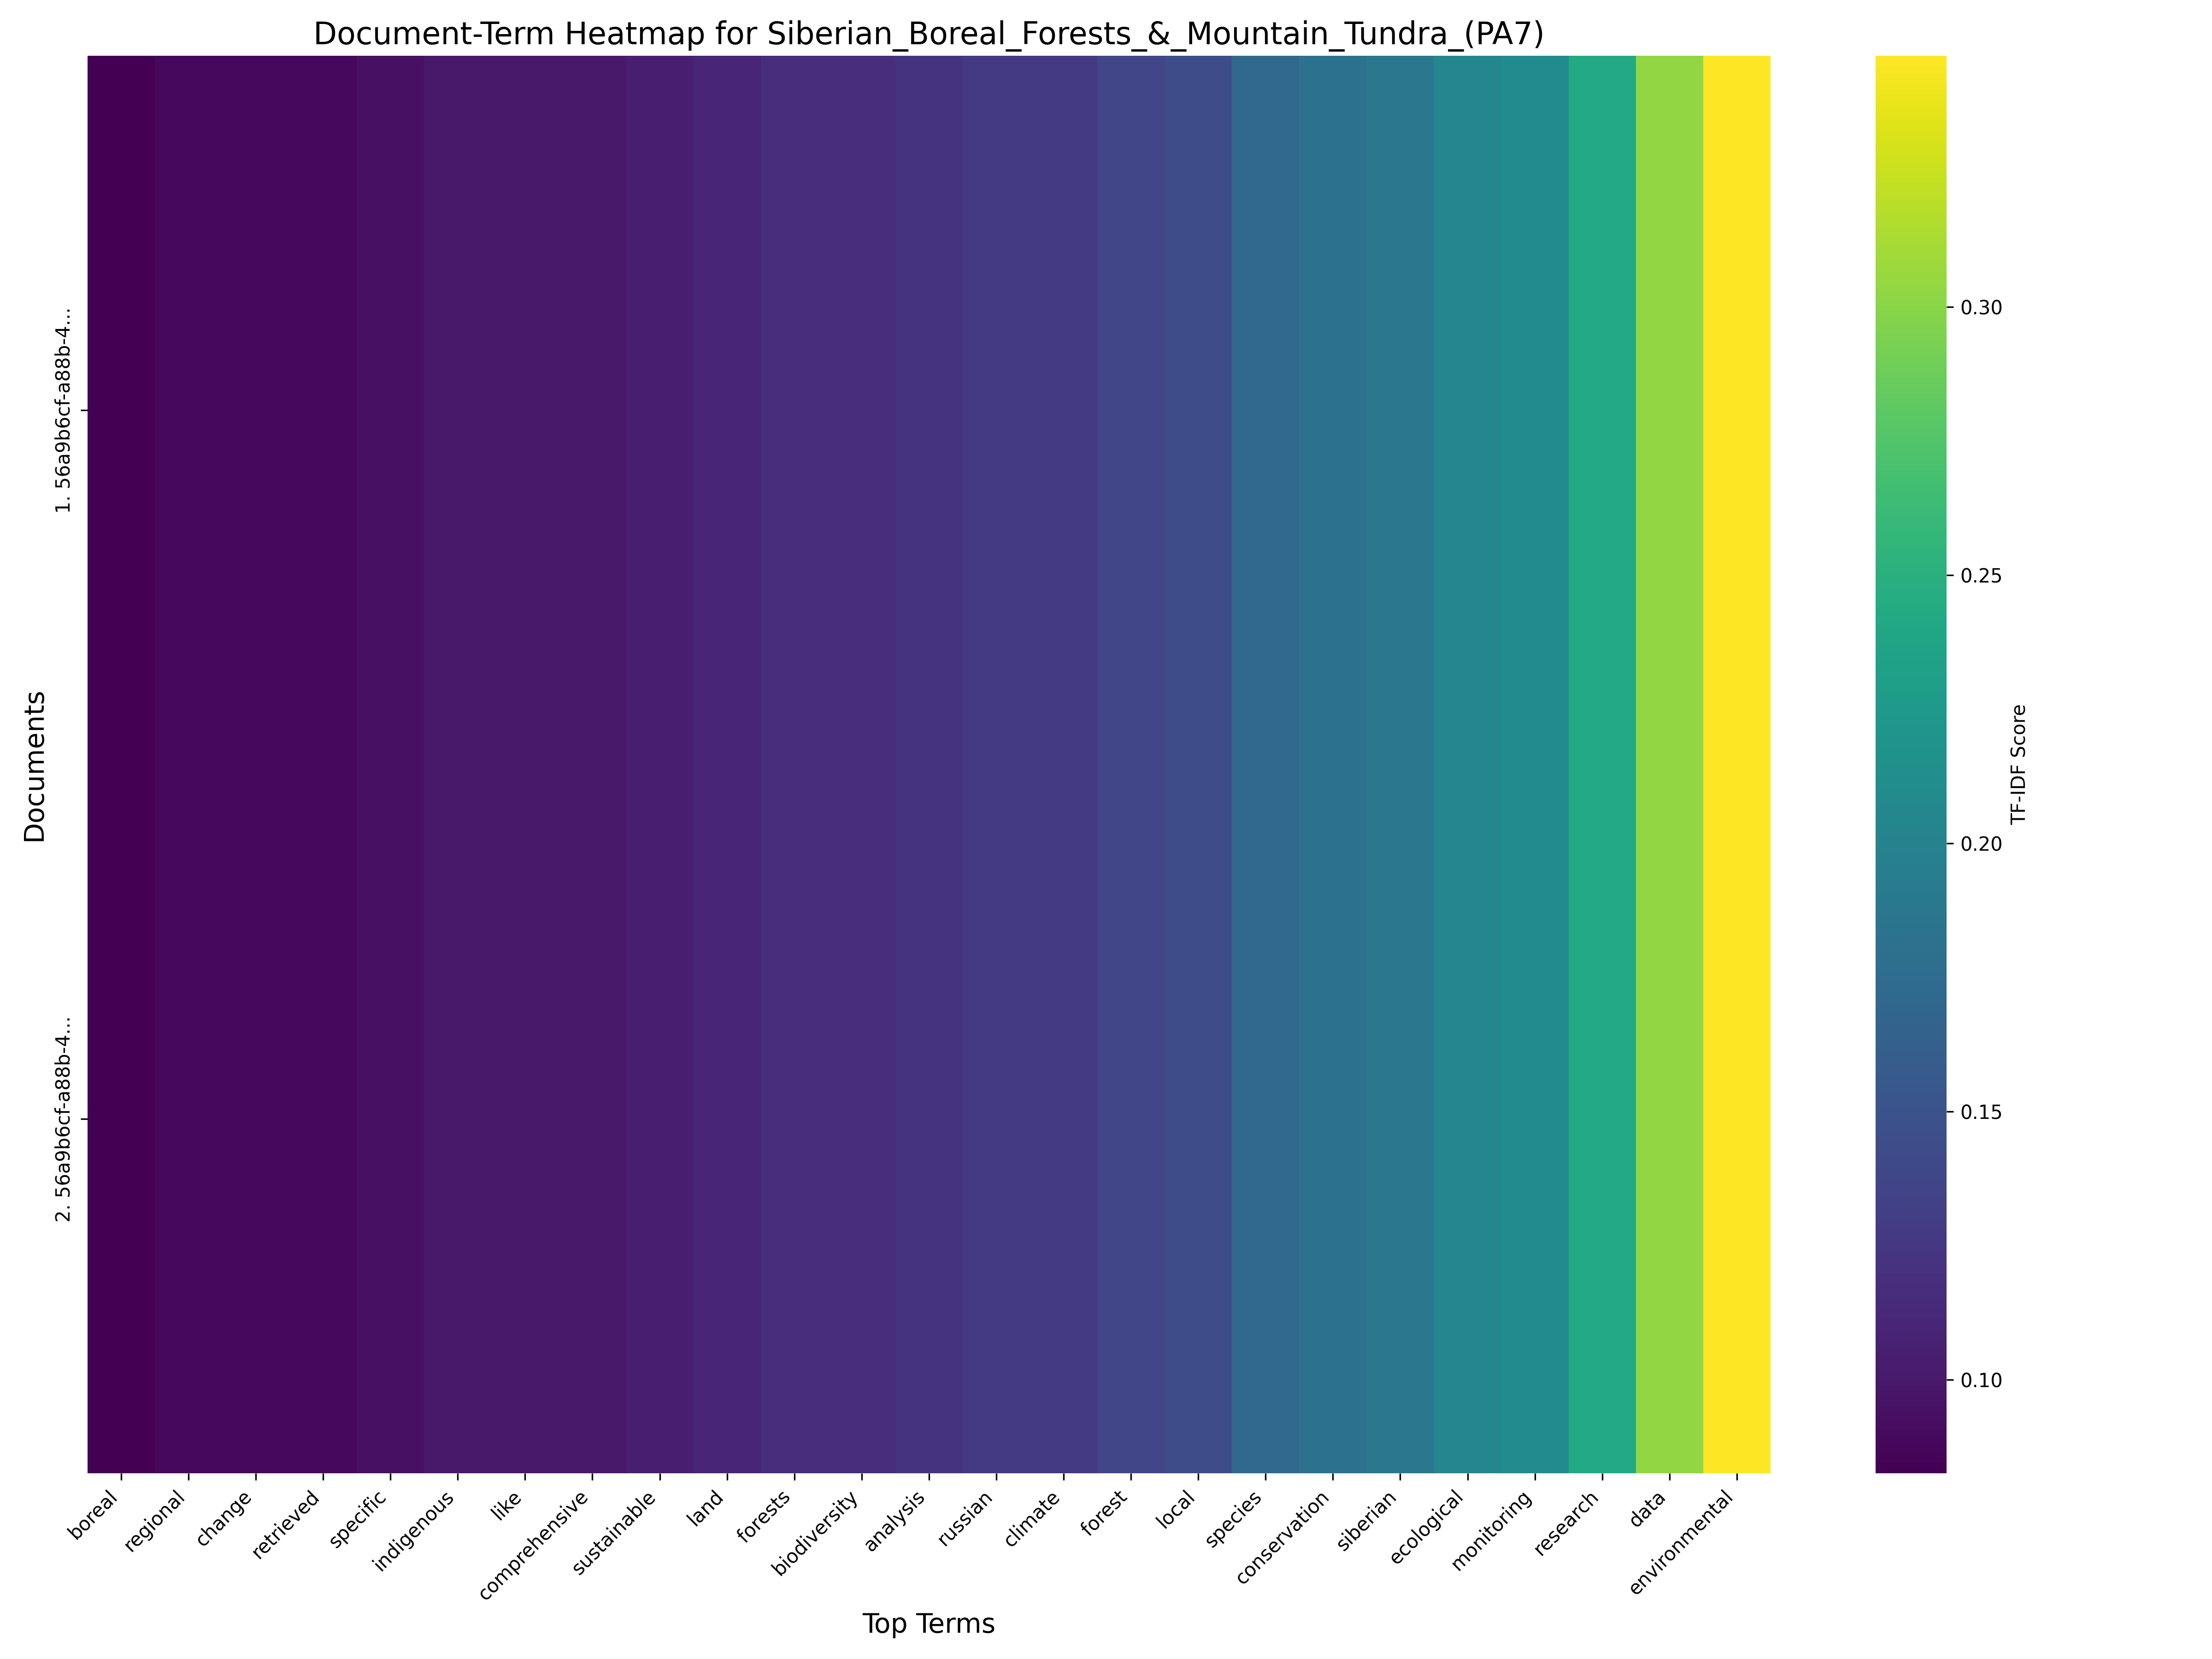 Document-Term Heatmap for Siberian_Boreal_Forests_&_Mountain_Tundra_(PA7)
Documents
1. 56a9b6cf-a88b-4...
2. 56a9b6cf-a88b-4...
boreal
regional
change
retrieved
specific
indigenous
like
comprehensive
sustainable
land
forests
biodiversity
analysis
russian
climate
forest
local
species
conservation
siberian
ecological
monitoring
research
data
environmental
Top Terms
0.30
0.25
0.20
0.15
0.10
TF-IDF Score